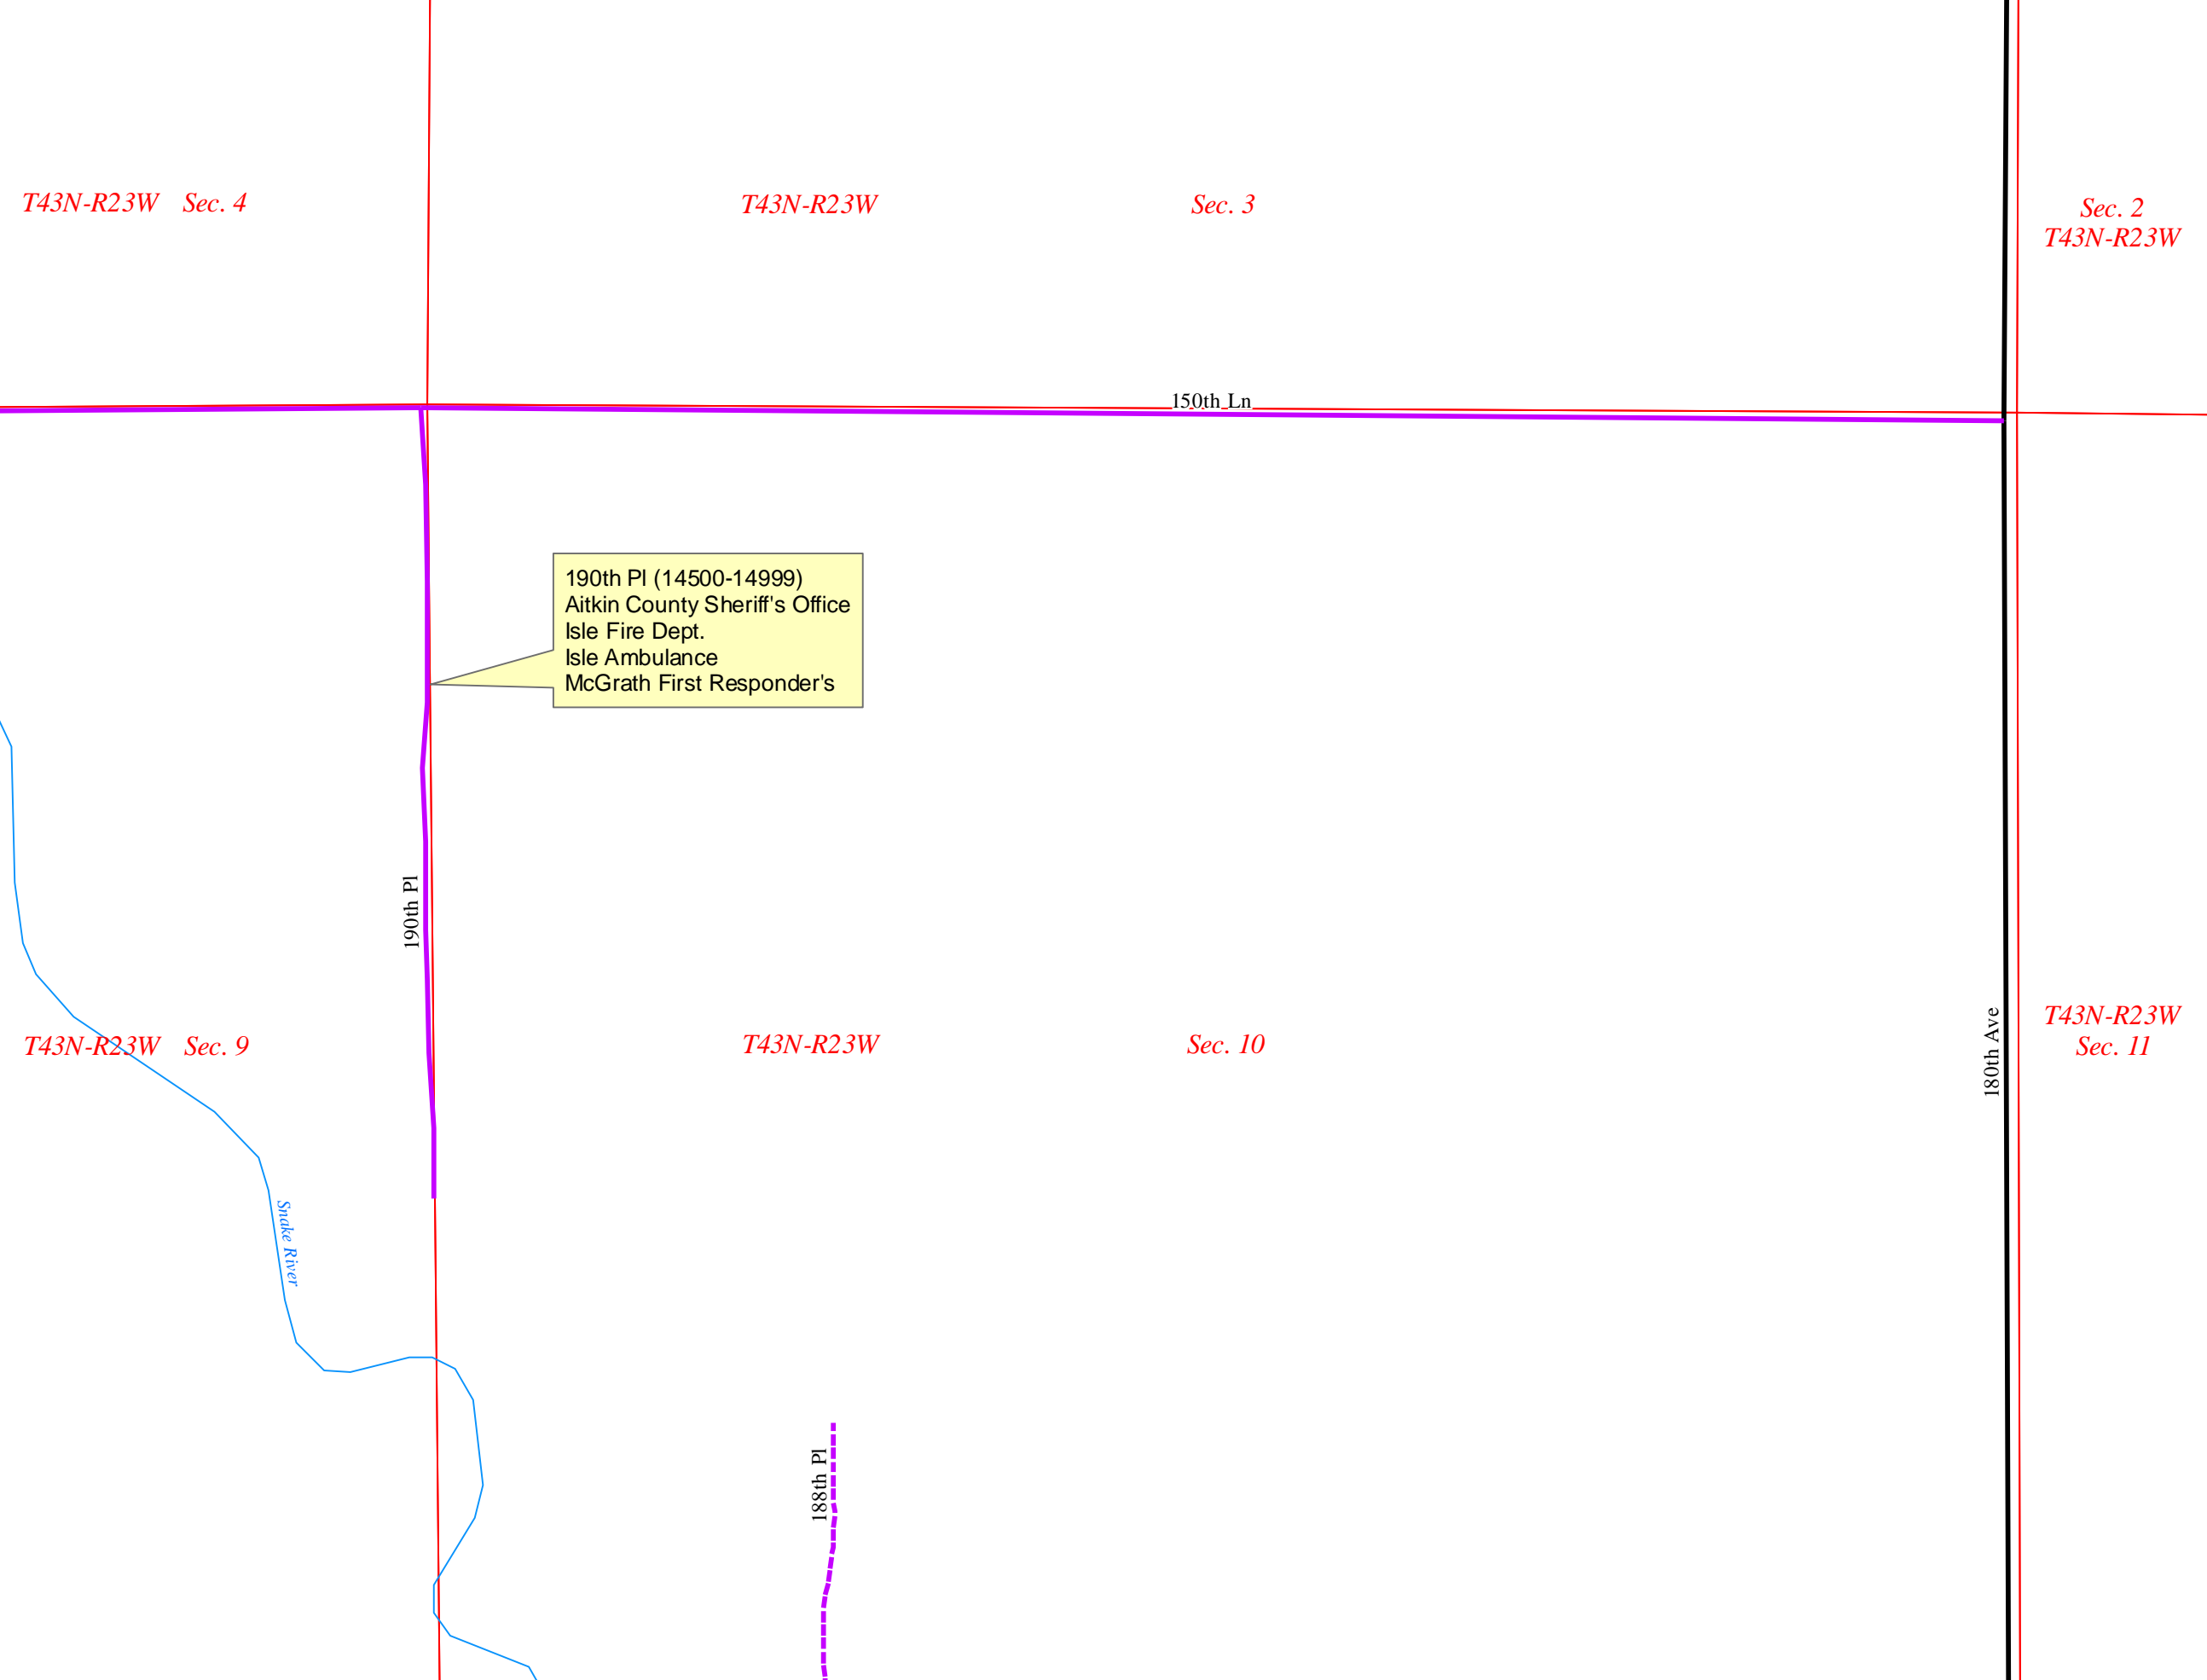 T43N-R23W Sec. 4
T43N-R23W Sec. 3
Sec. 2
T43N-R23W
150th Ln
190th Pl (14500-14999)
Aitkin County Sheriff's Office
Isle Fire Dept.
Isle Ambulance
McGrath First Responder's
190th Pl
T43N-R23W Sec. 9
T43N-R23W Sec. 10
180th Ave
T43N-R23W
Sec. 11
Snake River
188th Pl